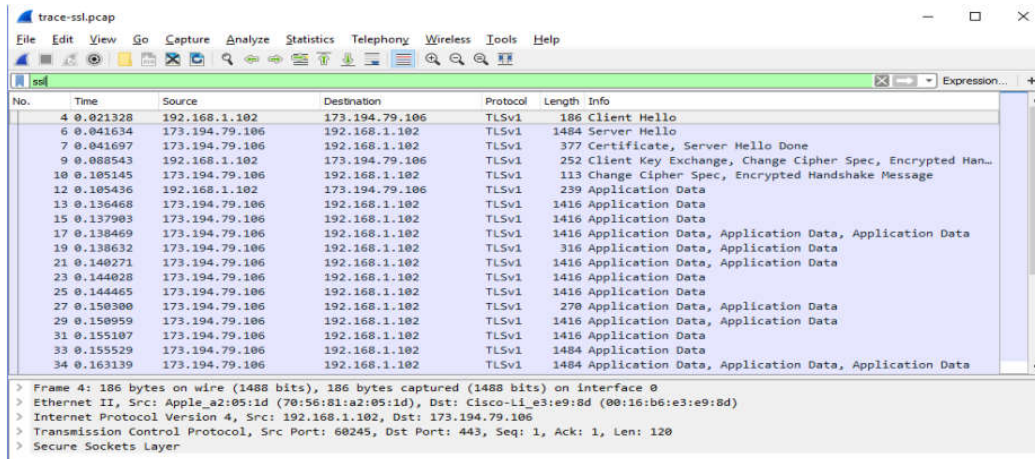 trace-ssl.pcap
File Edit View Go Capture Analyze Statistics Telephony Wireless Tools Help
ssl Expression... +
No. Time Source Destination Protocol Length Info
4 0.021328 192.168.1.102 173.194.79.106 TLSv1 186 Client Hello
6 0.041634 173.194.79.106 192.168.1.102 TLSv1 1484 Server Hello
7 0.041697 173.194.79.106 192.168.1.102 TLSv1 377 Certificate, Server Hello Done
9 0.088543 192.168.1.102 173.194.79.106 TLSv1 252 Client Key Exchange, Change Cipher Spec, Encrypted Han...
10 0.105145 173.194.79.106 192.168.1.102 TLSv1 113 Change Cipher Spec, Encrypted Handshake Message
12 0.105436 192.168.1.102 173.194.79.106 TLSv1 239 Application Data
13 0.136468 173.194.79.106 192.168.1.102 TLSv1 1416 Application Data
15 0.137903 173.194.79.106 192.168.1.102 TLSv1 1416 Application Data
17 0.138469 173.194.79.106 192.168.1.102 TLSv1 1416 Application Data, Application Data, Application Data
19 0.138632 173.194.79.106 192.168.1.102 TLSv1 316 Application Data, Application Data
21 0.140271 173.194.79.106 192.168.1.102 TLSv1 1416 Application Data, Application Data
23 0.144028 173.194.79.106 192.168.1.102 TLSv1 1416 Application Data
25 0.144465 173.194.79.106 192.168.1.102 TLSv1 1416 Application Data
27 0.150300 173.194.79.106 192.168.1.102 TLSv1 270 Application Data, Application Data
29 0.150959 173.194.79.106 192.168.1.102 TLSv1 1416 Application Data, Application Data
31 0.155107 173.194.79.106 192.168.1.102 TLSv1 1416 Application Data
33 0.155529 173.194.79.106 192.168.1.102 TLSv1 1484 Application Data
34 0.163139 173.194.79.106 192.168.1.102 TLSv1 1484 Application Data, Application Data, Application Data
> Frame 4: 186 bytes on wire (1488 bits), 186 bytes captured (1488 bits) on interface 0
> Ethernet II, Src: Apple_a2:05:1d (70:56:81:a2:05:1d), Dst: Cisco-Li_e3:e9:8d (00:16:b6:e3:e9:8d)
> Internet Protocol Version 4, Src: 192.168.1.102, Dst: 173.194.79.106
> Transmission Control Protocol, Src Port: 60245, Dst Port: 443, Seq: 1, Ack: 1, Len: 120
> Secure Sockets Layer